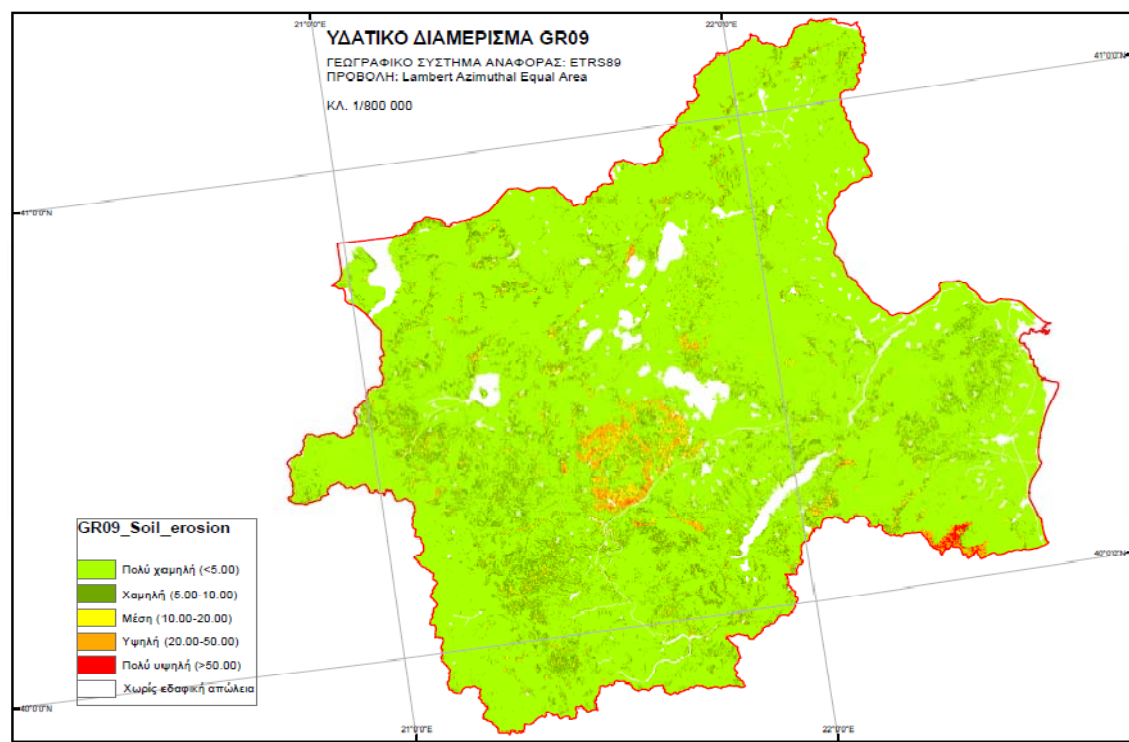 21°0'0"E
22°0'0"E
ΥΔΑΤΙΚΟ ΔΙΑΜΕΡΙΣΜΑ GR09
ΓΕΩΓΡΑΦΙΚΟ ΣΥΣΤΗΜΑ ΑΝΑΦΟΡΑΣ: ETRS89
ΠΡΟΒΟΛΗ: Lambert Azimuthal Equal Area
ΚΛ. 1/800 000
41°0'0"N
41°0'0"N
GR09_Soil_erosion
Πολύ χαμηλή (<5.00)
Χαμηλή (5.00-10.00)
Μέση (10.00-20.00)
Υψηλή (20.00-50.00)
Πολύ υψηλή (>50.00)
Χωρίς εδαφική απώλεια
40°0'0"N
40°0'0"N
21°0'0"E
22°0'0"E